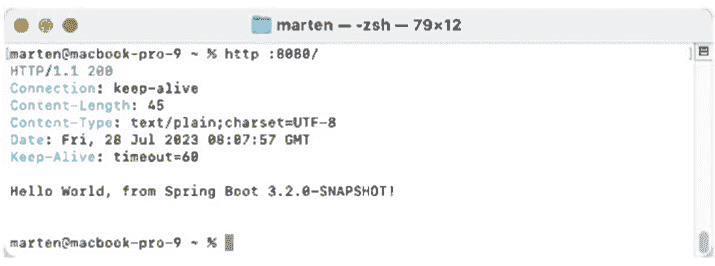 marten — -zsh — 79×12
marten@macbook-pro-9 ~ % http :8080/
HTTP/1.1 200
Connection: keep-alive
Content-Length: 45
Content-Type: text/plain;charset=UTF-8
Date: Fri, 28 Jul 2023 08:07:57 GMT
Keep-Alive: timeout=60
Hello World, from Spring Boot 3.2.0-SNAPSHOT!
marten@macbook-pro-9 ~ %